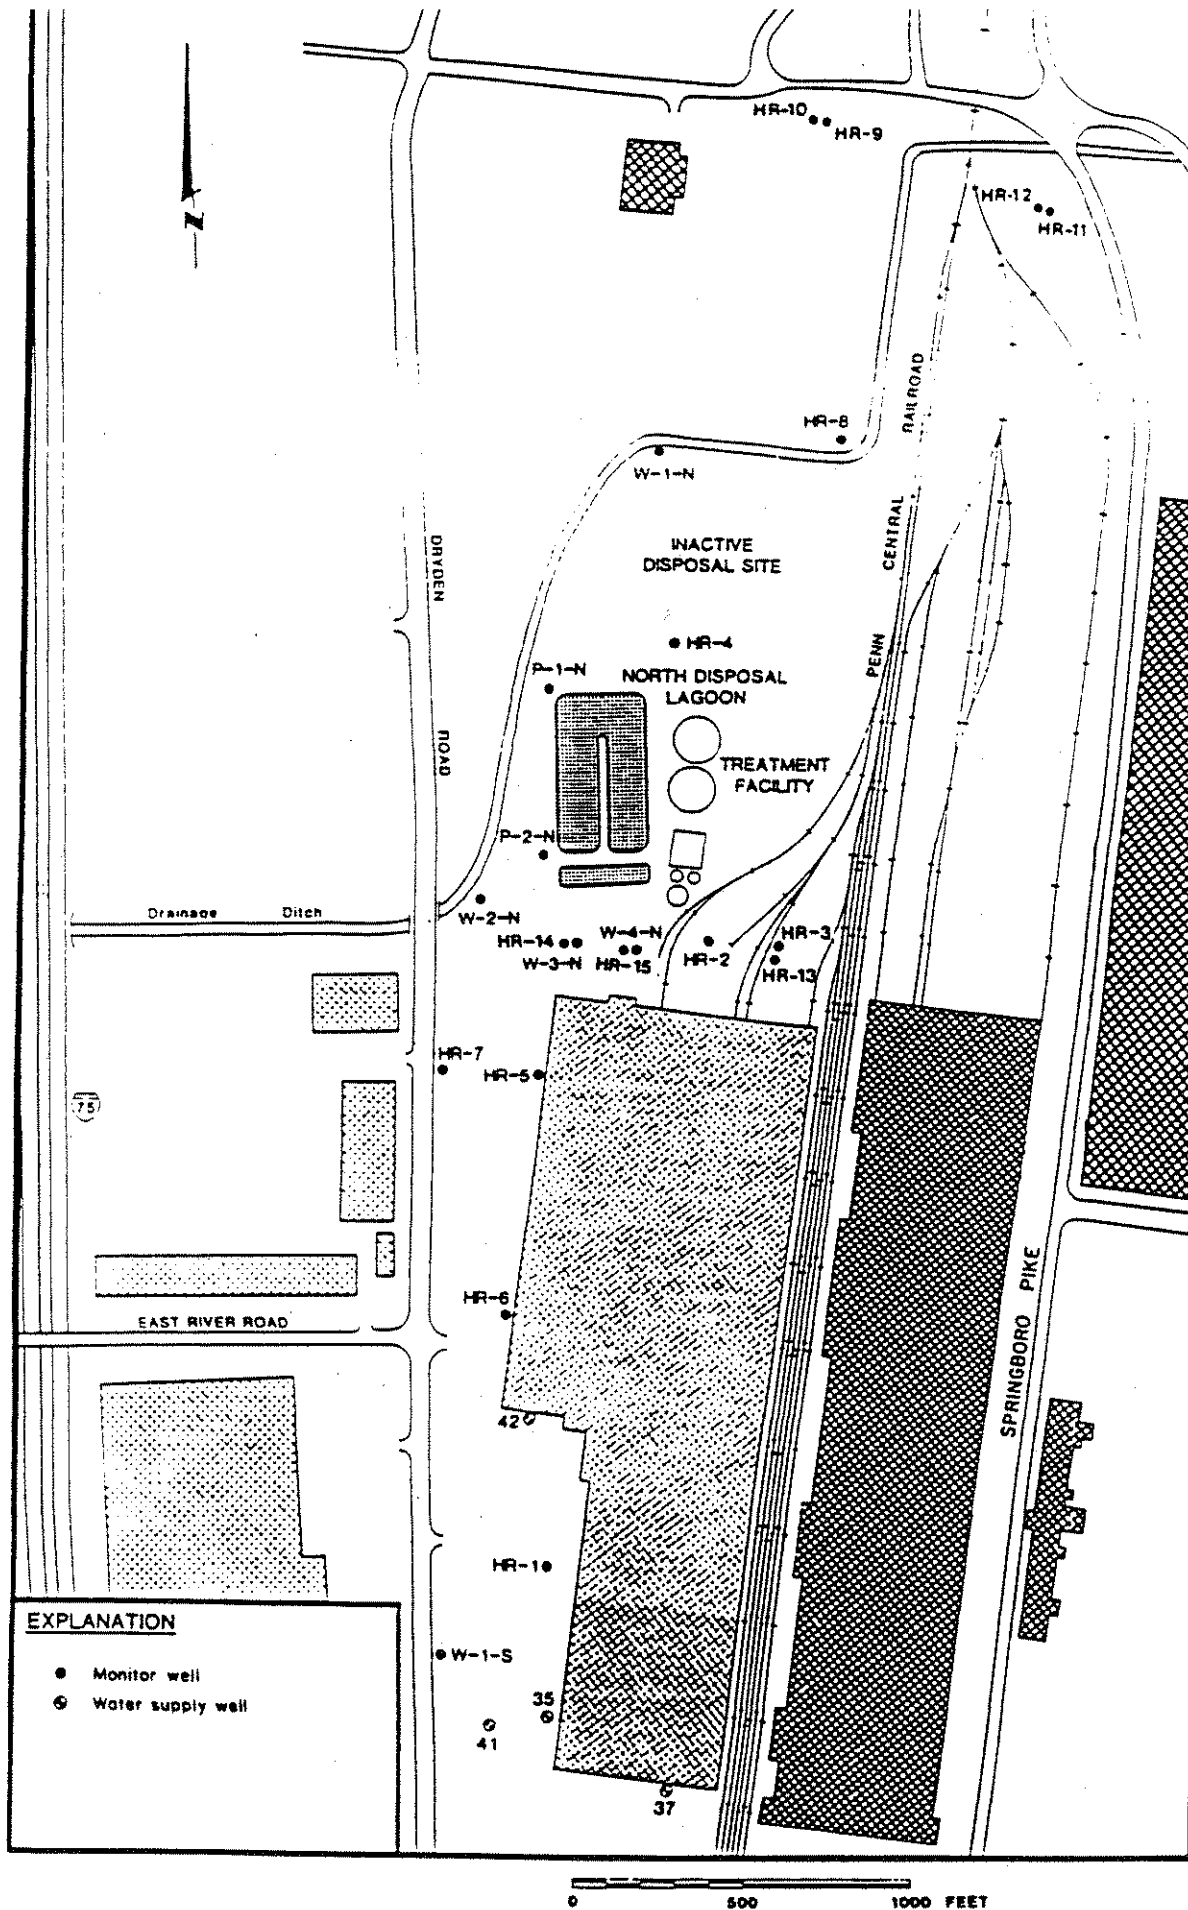 HR-10
HR-9
N
HR-12
HR-11
RAILROAD
HR-8
W-1-N
CENTRAL
DRYDEN
INACTIVE
DISPOSAL SITE
HR-4
PENN
P-1-N
NORTH DISPOSAL
LAGOON
ROAD
TREATMENT
FACILITY
P-2-N
Drainage Ditch
W-2-N
HR-14
W-4-N
HR-3
W-3-N
HR-15
HR-2
HR-13
HR-7
HR-5
75
SPRINGBORO PIKE
HR-6
EAST RIVER ROAD
42
HR-1
EXPLANATION
W-1-S
Monitor well
Water supply well
35
41
37
0 500 1000 FEET